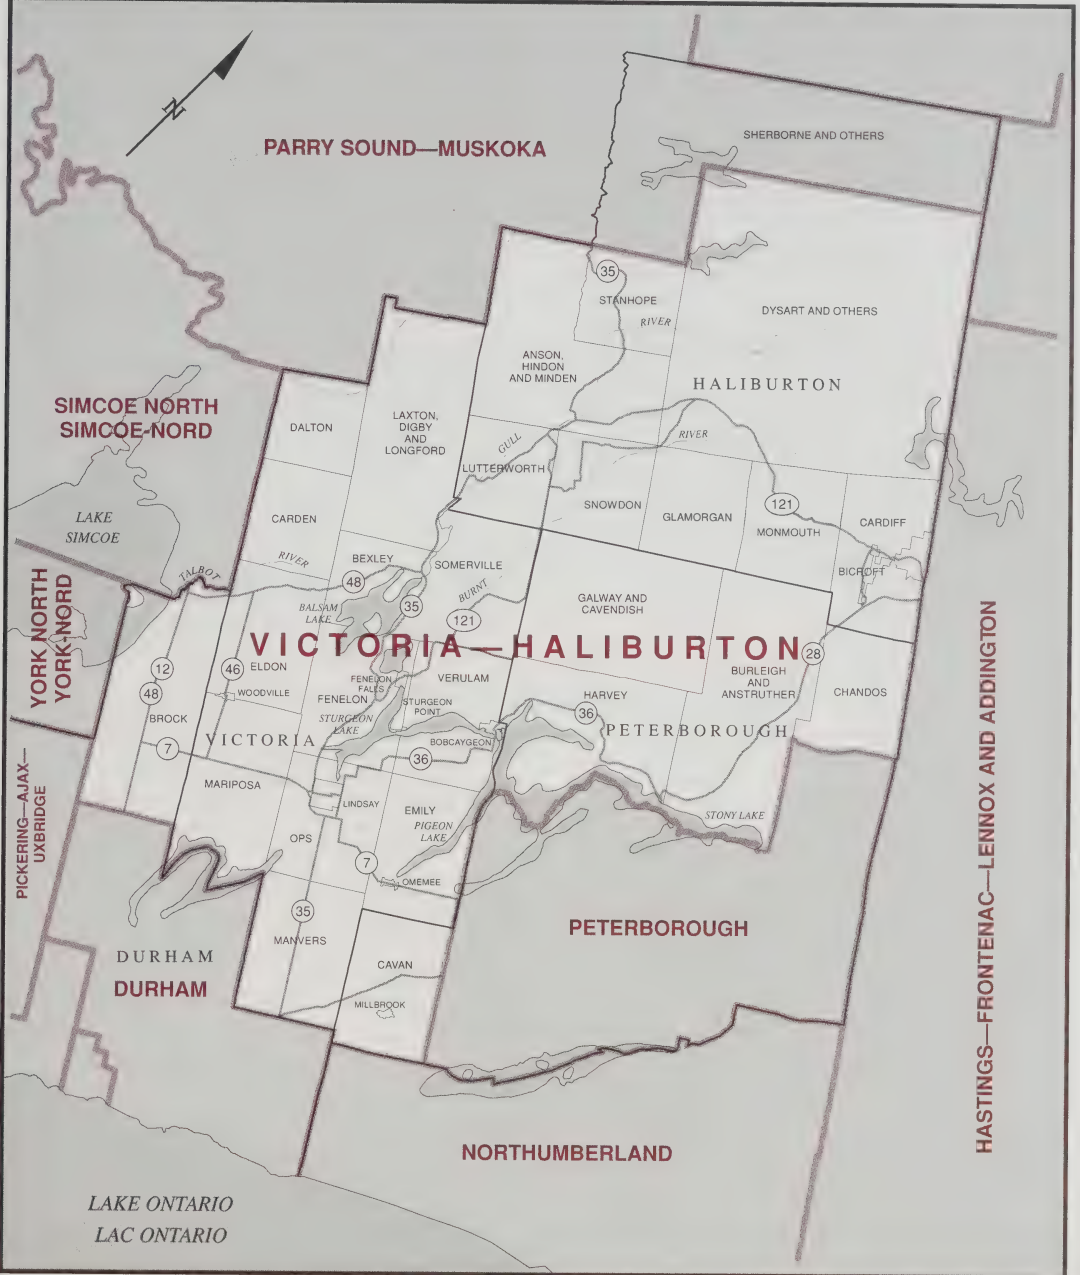 N
PARRY SOUND—MUSKOKA
SHERBORNE AND OTHERS
35
STANHOPE
RIVER
DYSART AND OTHERS
ANSON,
HINDON
AND MINDEN
HALIBURTON
SIMCOE NORTH
SIMCOE-NORD
DALTON
LAXTON,
DIGBY
AND
LONGFORD
GULL
RIVER
LUTTERWORTH
LAKE
SIMCOE
CARDEN
SNOWDON
GLAMORGAN
121
MONMOUTH
CARDIFF
BICROFT
RIVER
TALBOT
BEXLEY
48
SOMERVILLE
BURNT
BALSAM
LAKE
35
121
GALWAY AND
CAVENDISH
YORK NORTH
YORK-NORD
VICTORIA—HALIBURTON
12
46
ELDON
48
WOODVILLE
FENELON
FALLS
FENELON
VERULAM
STURGEON
POINT
HARVEY
28
BURLEIGH
AND
ANSTRUTHER
CHANDOS
BROCK
STURGEON
LAKE
36
PETERBOROUGH
7
VICTORIA
BOBCAYGEON
36
MARIPOSA
LINDSAY
EMILY
PIGEON
LAKE
STONY LAKE
OPS
7
OMEMEE
PICKERING—AJAX—
UXBRIDGE
35
MANVERS
PETERBOROUGH
DURHAM
DURHAM
CAVAN
MILLBROOK
HASTINGS—FRONTENAC—LENNOX AND ADDINGTON
NORTHUMBERLAND
LAKE ONTARIO
LAC ONTARIO